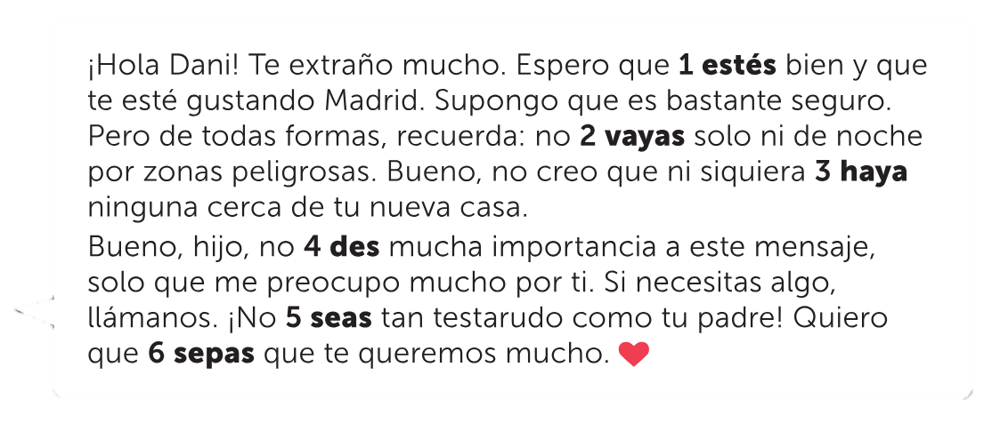 ¡Hola Dani! Te extraño mucho. Espero que 1 estés bien y que
te esté gustando Madrid. Supongo que es bastante seguro.
Pero de todas formas, recuerda: no 2 vayas solo ni de noche
por zonas peligrosas. Bueno, no creo que ni siquiera 3 haya
ninguna cerca de tu nueva casa.
Bueno, hijo, no 4 des mucha importancia a este mensaje,
solo que me preocupo mucho por ti. Si necesitas algo,
llámanos. ¡No 5 seas tan testarudo como tu padre! Quiero
que 6 sepas que te queremos mucho. ❤